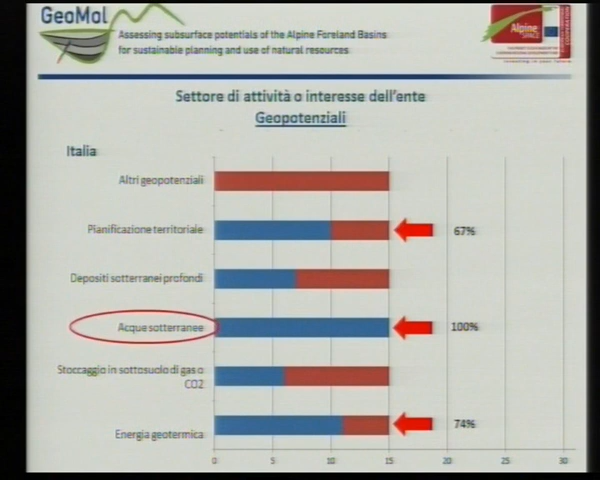 GeoMol
Assessing subsurface potentials of the Alpine Foreland Basins
for sustainable planning and use of natural resources
Alpine
Space
Settore di attività o interesse dell'ente
Geopotenziali
Italia
Altri geopotenziali
Pianificazione territoriale
67%
Depositi sotterranei profondi
Acque sotterranee
100%
Stoccaggio in sottosuolo di gas o
CO2
Energia geotermica
74%
0 5 10 15 20 25 30